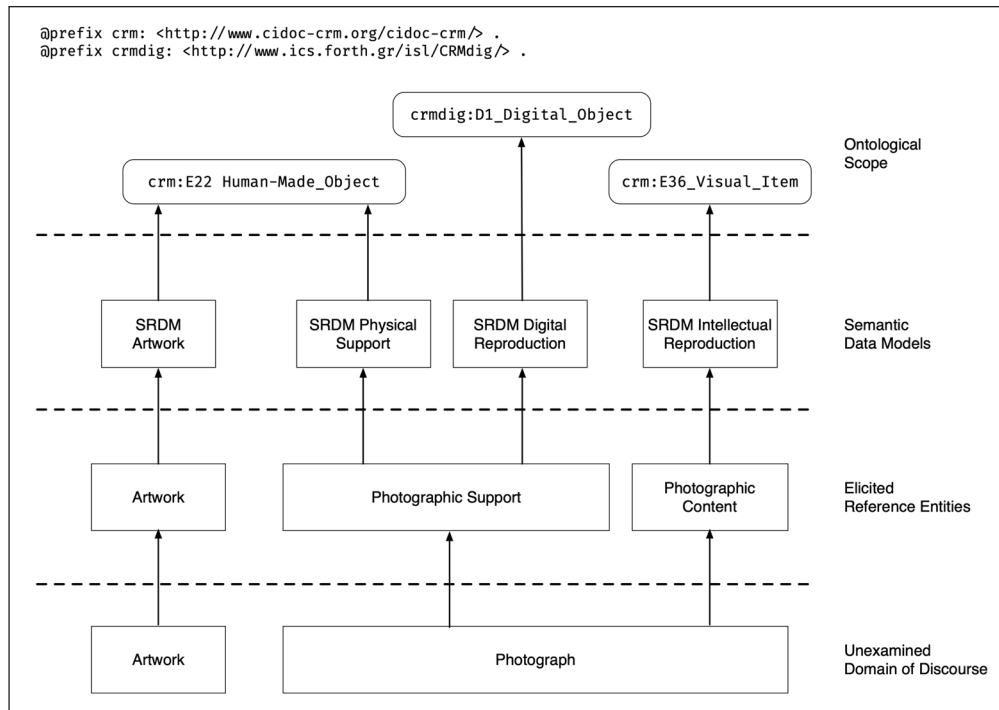 @prefix crm: <http://www.cidoc-crm.org/cidoc-crm/> .
@prefix crmdig: <http://www.ics.forth.gr/isl/CRMdig/> .
crmdig:D1_Digital_Object
Ontological
Scope
crm:E22 Human-Made_Object
crm:E36_Visual_Item
SRDM
Artwork
SRDM Physical
Support
SRDM Digital
Reproduction
SRDM Intellectual
Reproduction
Semantic
Data Models
Artwork
Photographic Support
Photographic
Content
Elicited
Reference Entities
Artwork
Photograph
Unexamined
Domain of Discourse